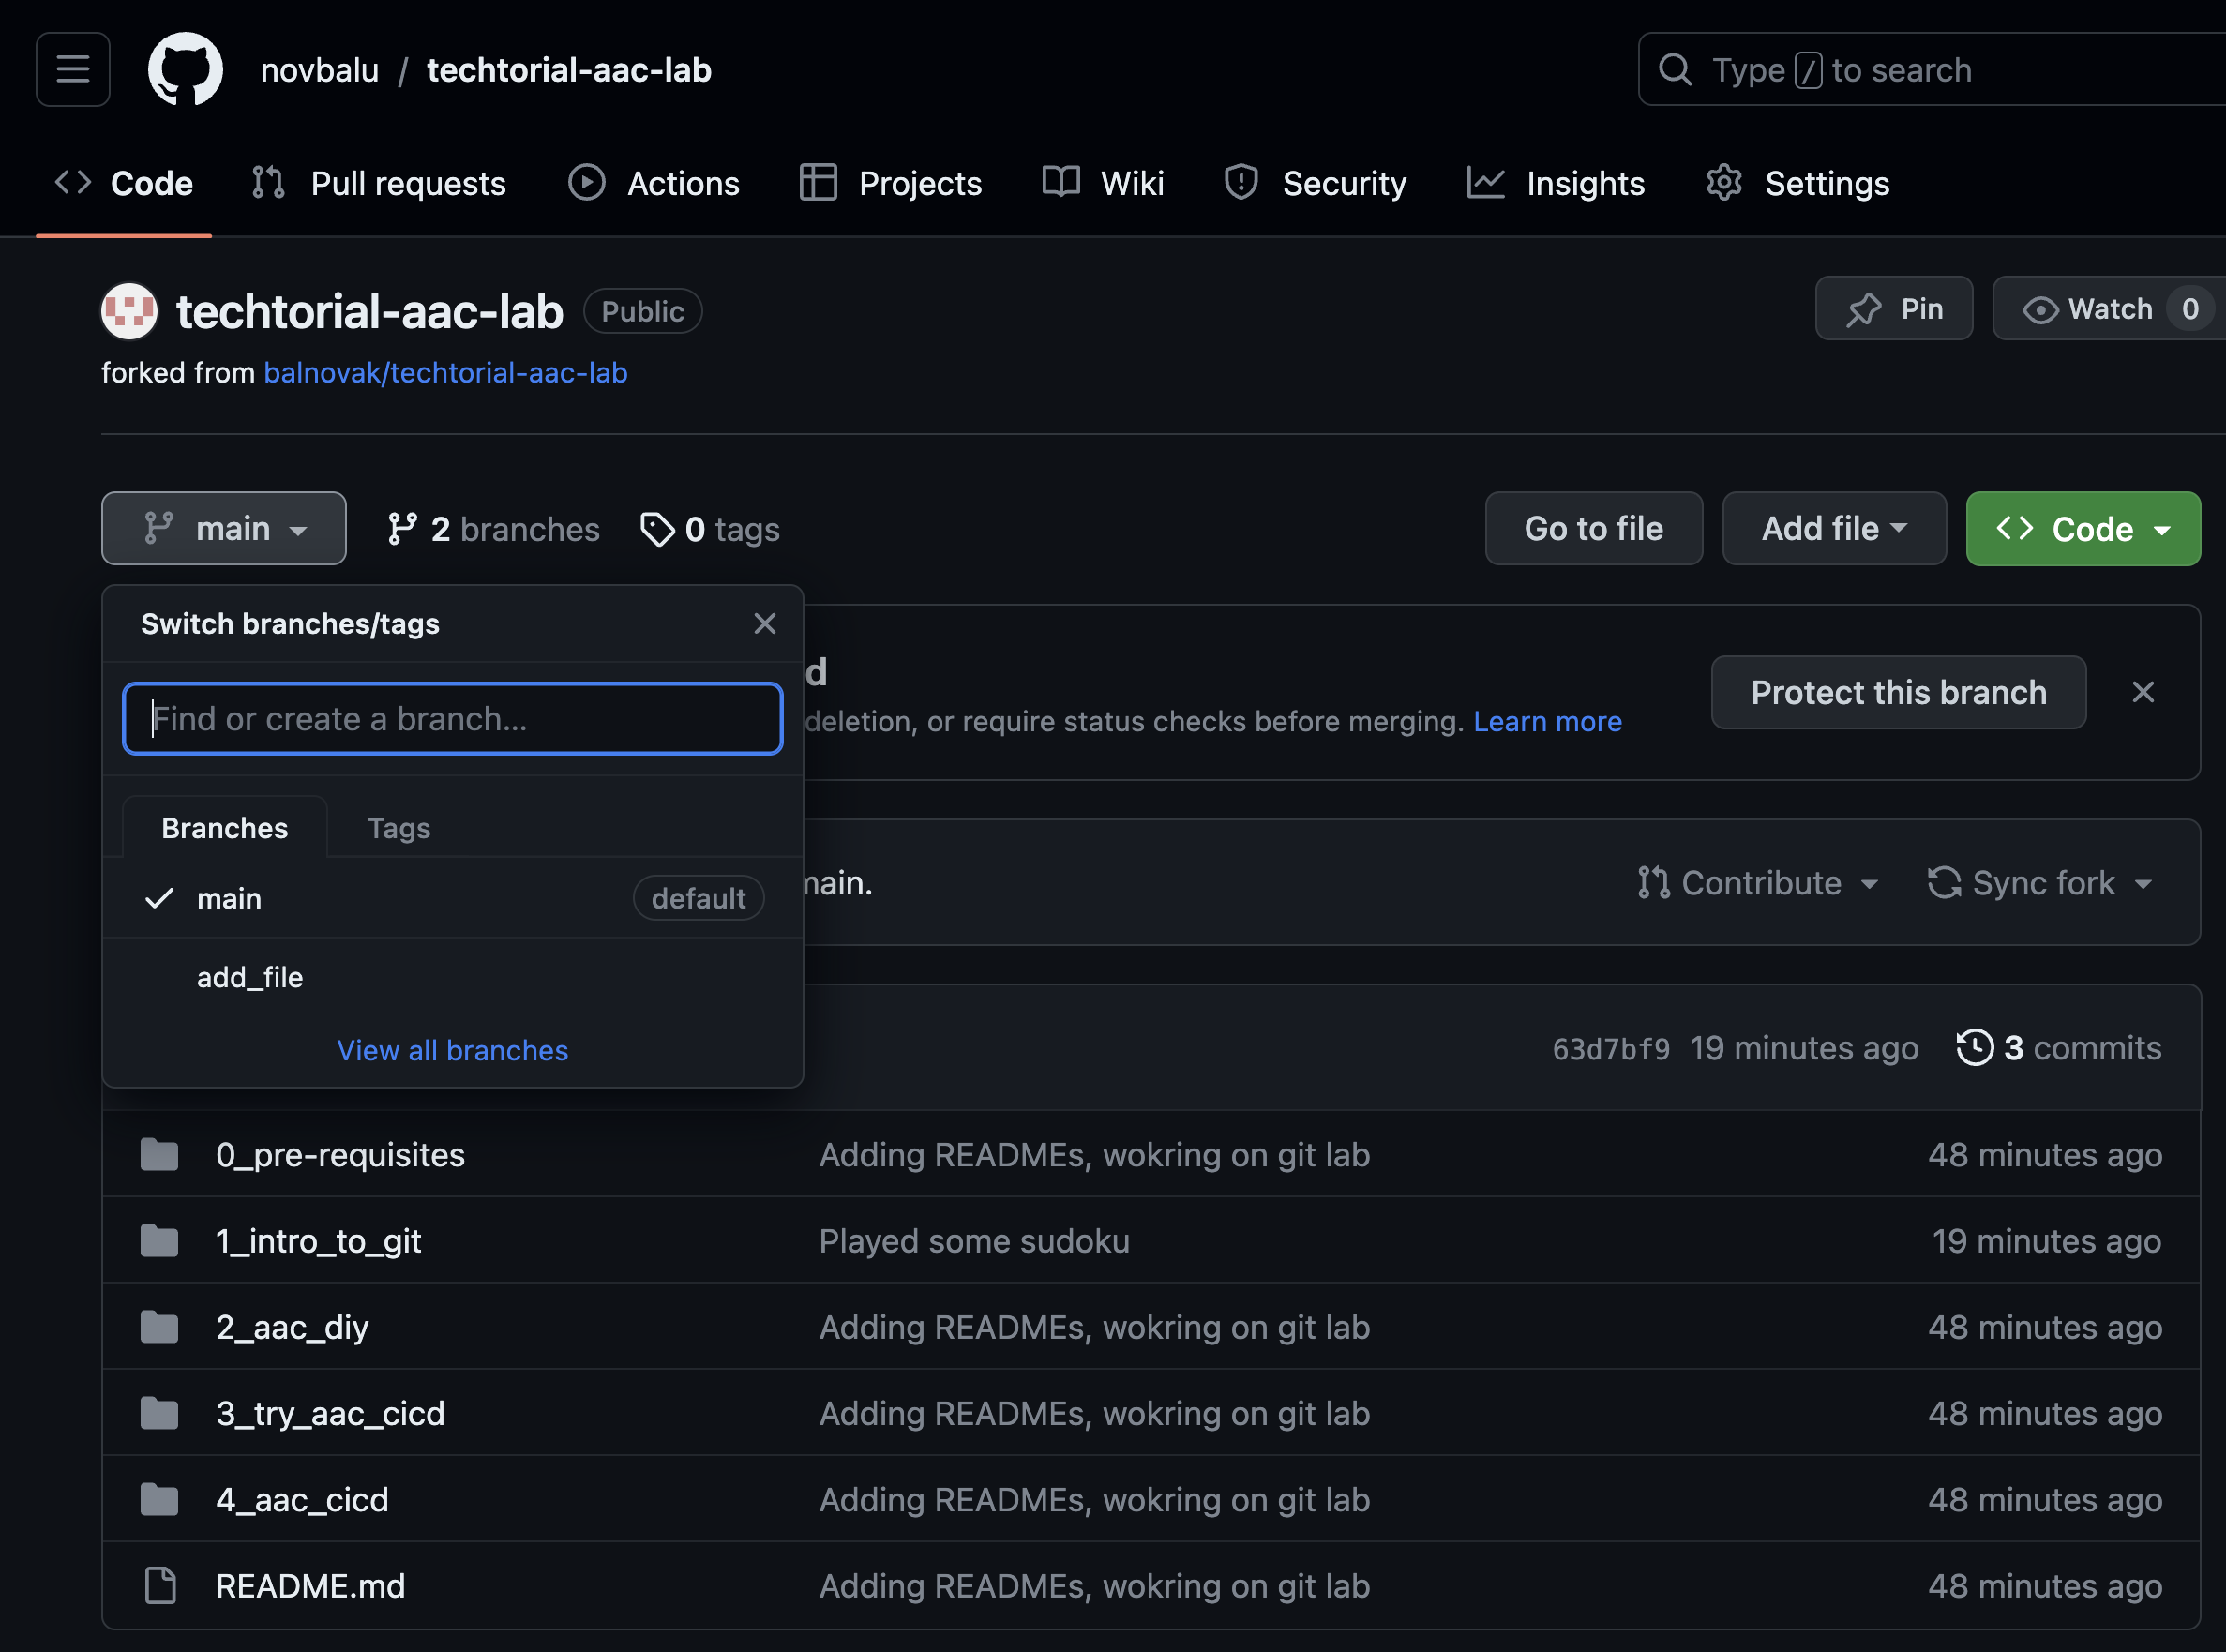 novbalu / techtorial-aac-lab
Type / to search
Code Pull requests Actions Projects Wiki Security Insights Settings
techtorial-aac-lab Public
Pin
Watch 0
forked from balnovak/techtorial-aac-lab
main
2 branches
0 tags
Go to file
Add file
Code
Switch branches/tags
Find or create a branch...
Branches Tags
main default
add_file
View all branches
d
deletion, or require status checks before merging. Learn more
Protect this branch
main.
Contribute
Sync fork
63d7bf9 19 minutes ago 3 commits
0_pre-requisites Adding READMEs, wokring on git lab 48 minutes ago
1_intro_to_git Played some sudoku 19 minutes ago
2_aac_diy Adding READMEs, wokring on git lab 48 minutes ago
3_try_aac_cicd Adding READMEs, wokring on git lab 48 minutes ago
4_aac_cicd Adding READMEs, wokring on git lab 48 minutes ago
README.md Adding READMEs, wokring on git lab 48 minutes ago